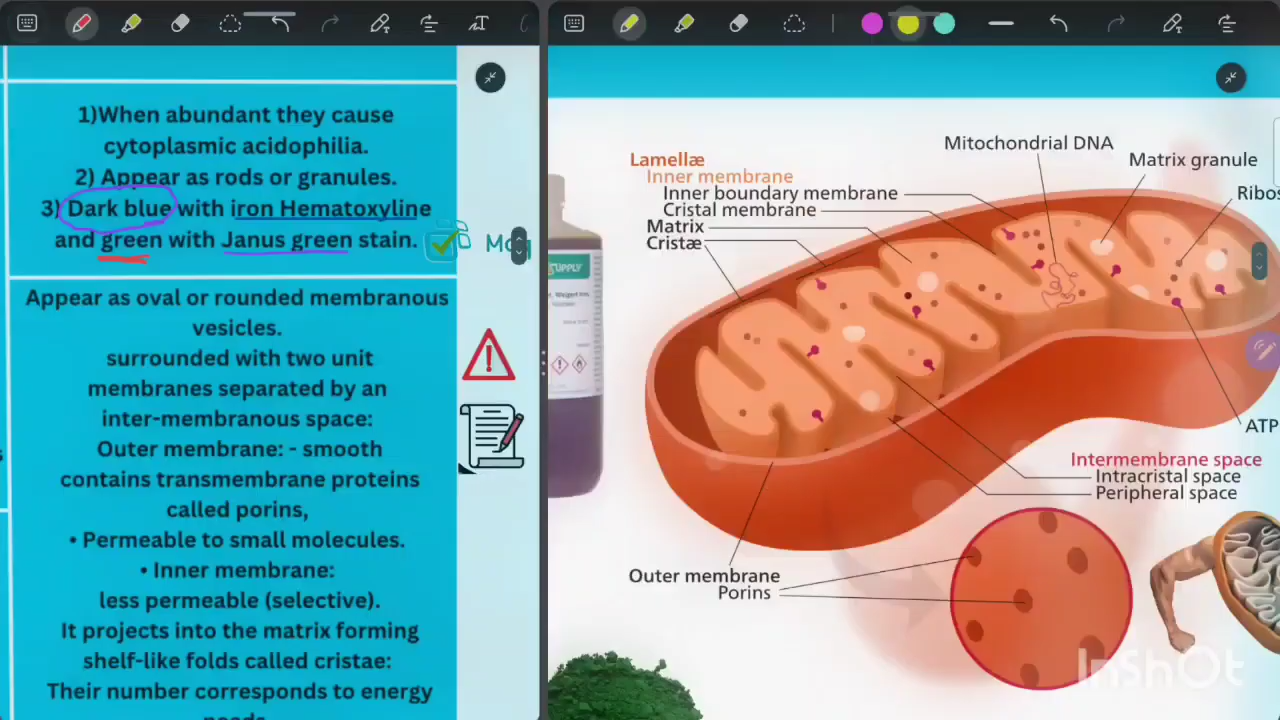 1)When abundant they cause
cytoplasmic acidophilia.
2) Appear as rods or granules.
3) Dark blue with iron Hematoxyline
and green with Janus green stain.
Appear as oval or rounded membranous
vesicles.
surrounded with two unit
membranes separated by an
inter-membranous space:
Outer membrane: - smooth
contains transmembrane proteins
called porins,
• Permeable to small molecules.
• Inner membrane:
less permeable (selective).
It projects into the matrix forming
shelf-like folds called cristae:
Their number corresponds to energy
SUPPLY
Mitochondrial DNA
Matrix granule
Lamellæ
Inner membrane
Inner boundary membrane
Cristal membrane
Matrix
Cristæ
ATP
Intermembrane space
Intracristal space
Peripheral space
Outer membrane
Porins
InShOt